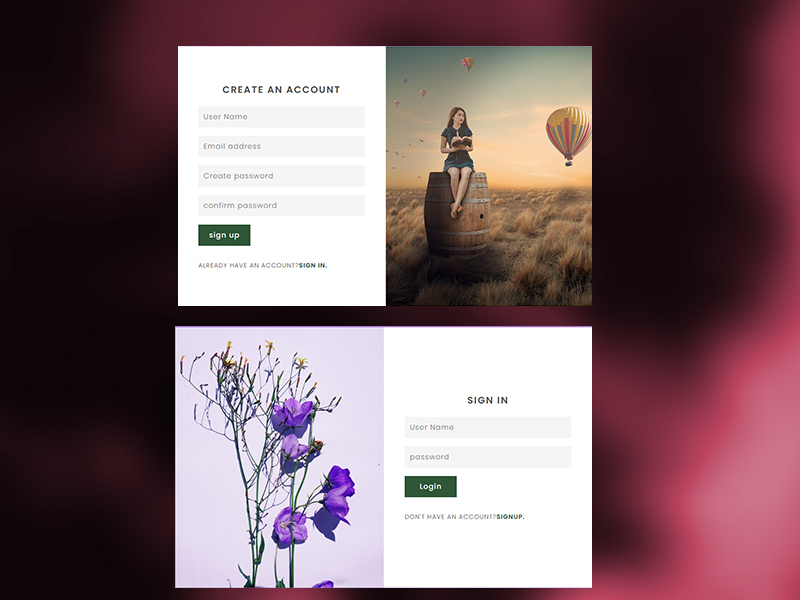 CREATE AN ACCOUNT
User Name
Email address
Create password
confirm password
sign up
ALREADY HAVE AN ACCOUNT?SIGN IN.
SIGN IN
User Name
password
Login
DON'T HAVE AN ACCOUNT?SIGNUP.